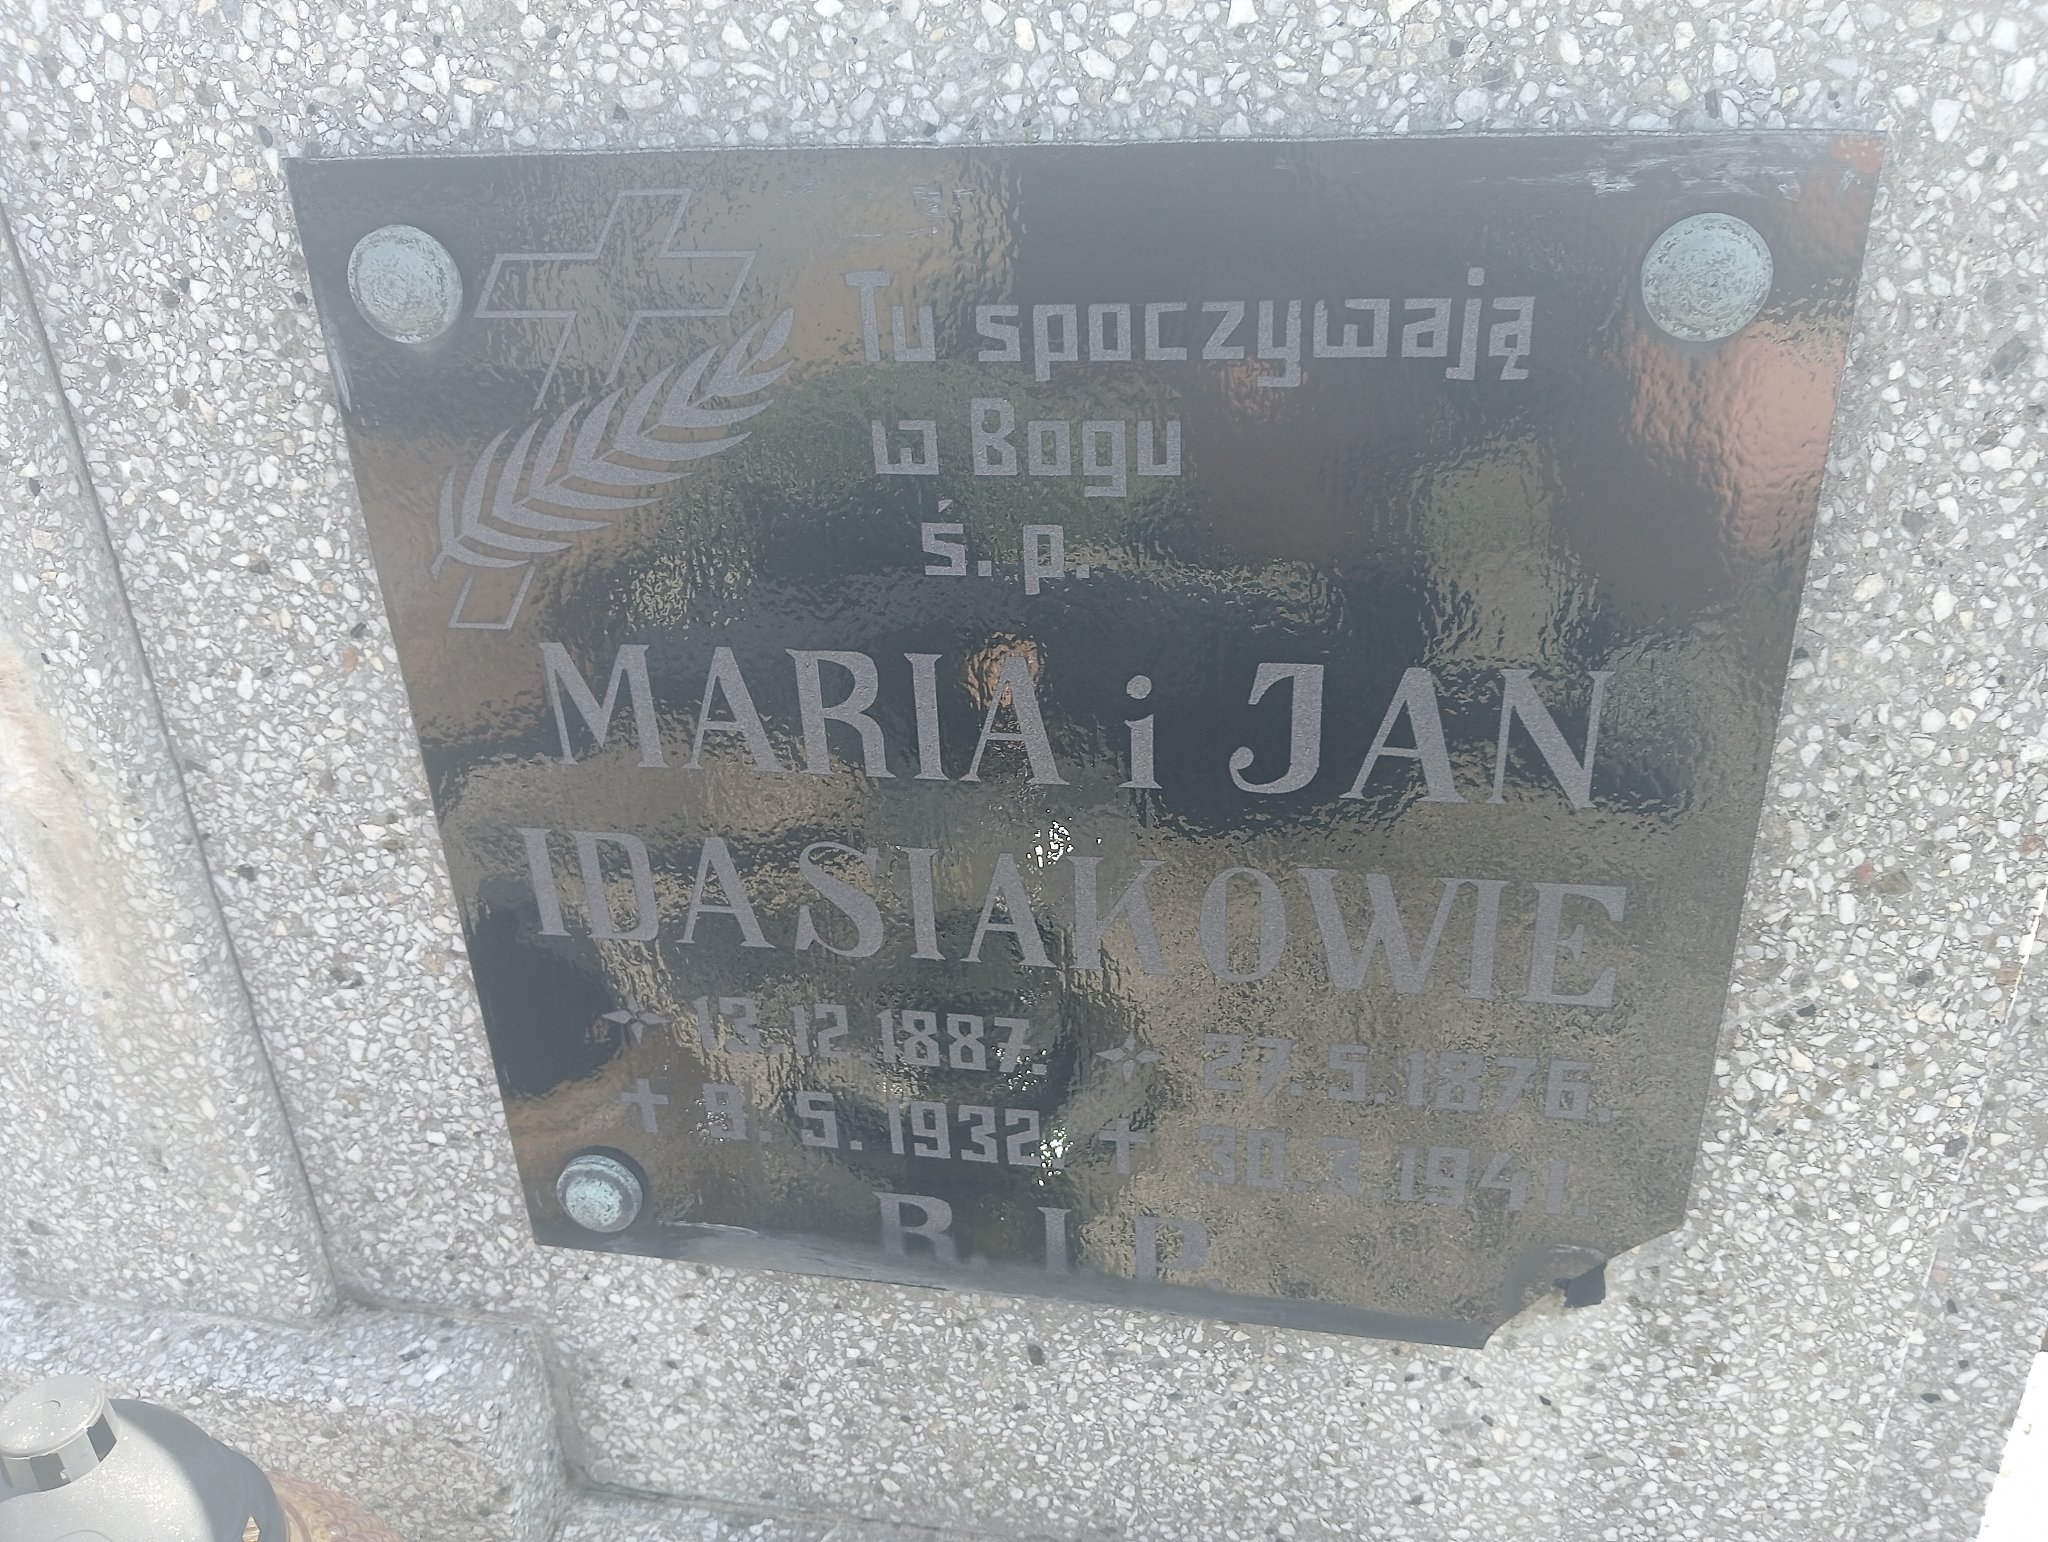 Tu spoczywają
w Bogu
ś. p.
MARIA i JAN
IDASIAKOWIE
13.12.1887. 27.5.1876.
8.5.1932. 30.3.1941.
R.I.P.